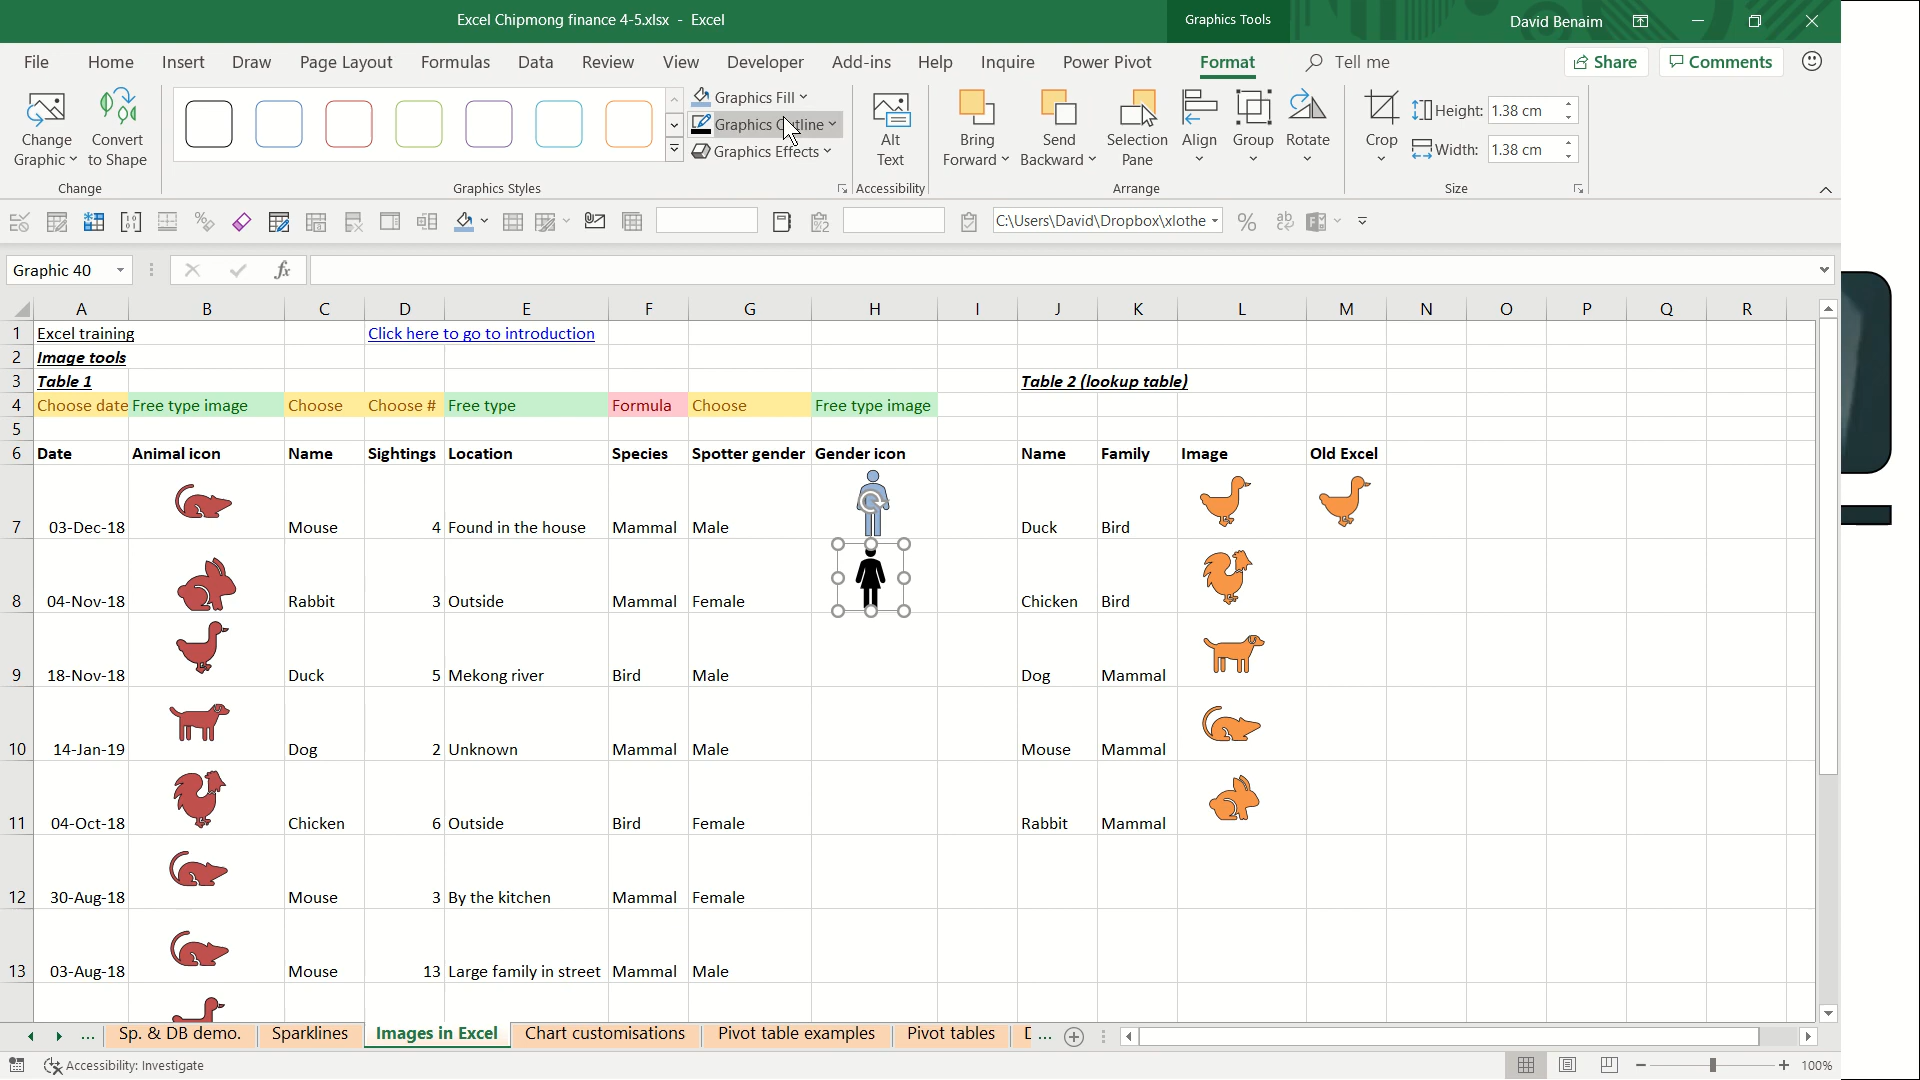 Excel Chipmong finance 4-5.xlsx - Excel
Graphics Tools
David Benaim
File Home Insert Draw Page Layout Formulas Data Review View Developer Add-ins Help Inquire Power Pivot Format Tell me
Share Comments
Change Graphic
Convert to Shape
Change
Graphics Fill
Graphics Outline
Graphics Effects
Graphics Styles
Alt Text
Accessibility
Bring Forward
Send Backward
Selection Pane
Align
Group
Rotate
Arrange
Crop
Height: 1.38 cm
Width: 1.38 cm
Size
C:\Users\David\Dropbox\xlothe
Graphic 40
fx
A B C D E F G H I J K L M N O P Q R
1 Excel training Click here to go to introduction
2 Image tools
3 Table 1 Table 2 (lookup table)
4 Choose date Free type image Choose Choose # Free type Formula Choose Free type image
5
6 Date Animal icon Name Sightings Location Species Spotter gender Gender icon Name Family Image Old Excel
7 03-Dec-18 Mouse 4 Found in the house Mammal Male Duck Bird
8 04-Nov-18 Rabbit 3 Outside Mammal Female Chicken Bird
9 18-Nov-18 Duck 5 Mekong river Bird Male Dog Mammal
10 14-Jan-19 Dog 2 Unknown Mammal Male Mouse Mammal
11 04-Oct-18 Chicken 6 Outside Bird Female Rabbit Mammal
12 30-Aug-18 Mouse 3 By the kitchen Mammal Female
13 03-Aug-18 Mouse 13 Large family in street Mammal Male
... Sp. & DB demo. Sparklines Images in Excel Chart customisations Pivot table examples Pivot tables ...
Accessibility: Investigate
100%